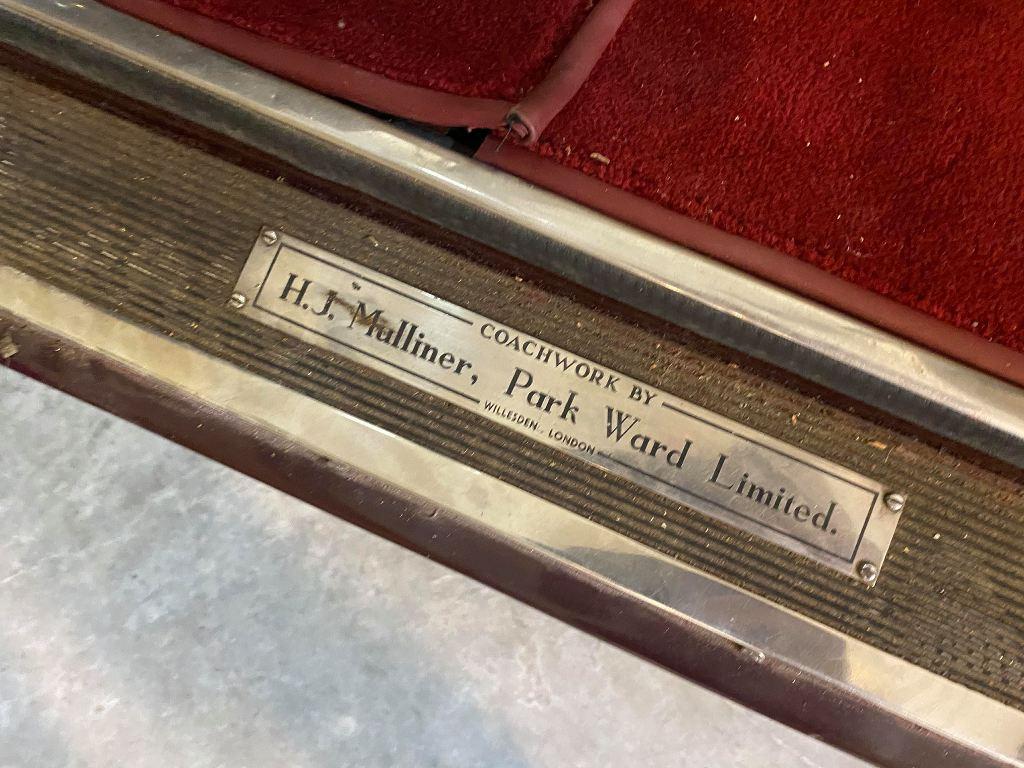 COACHWORK BY
H.J. Mulliner, Park Ward Limited.
WILLESDEN, LONDON